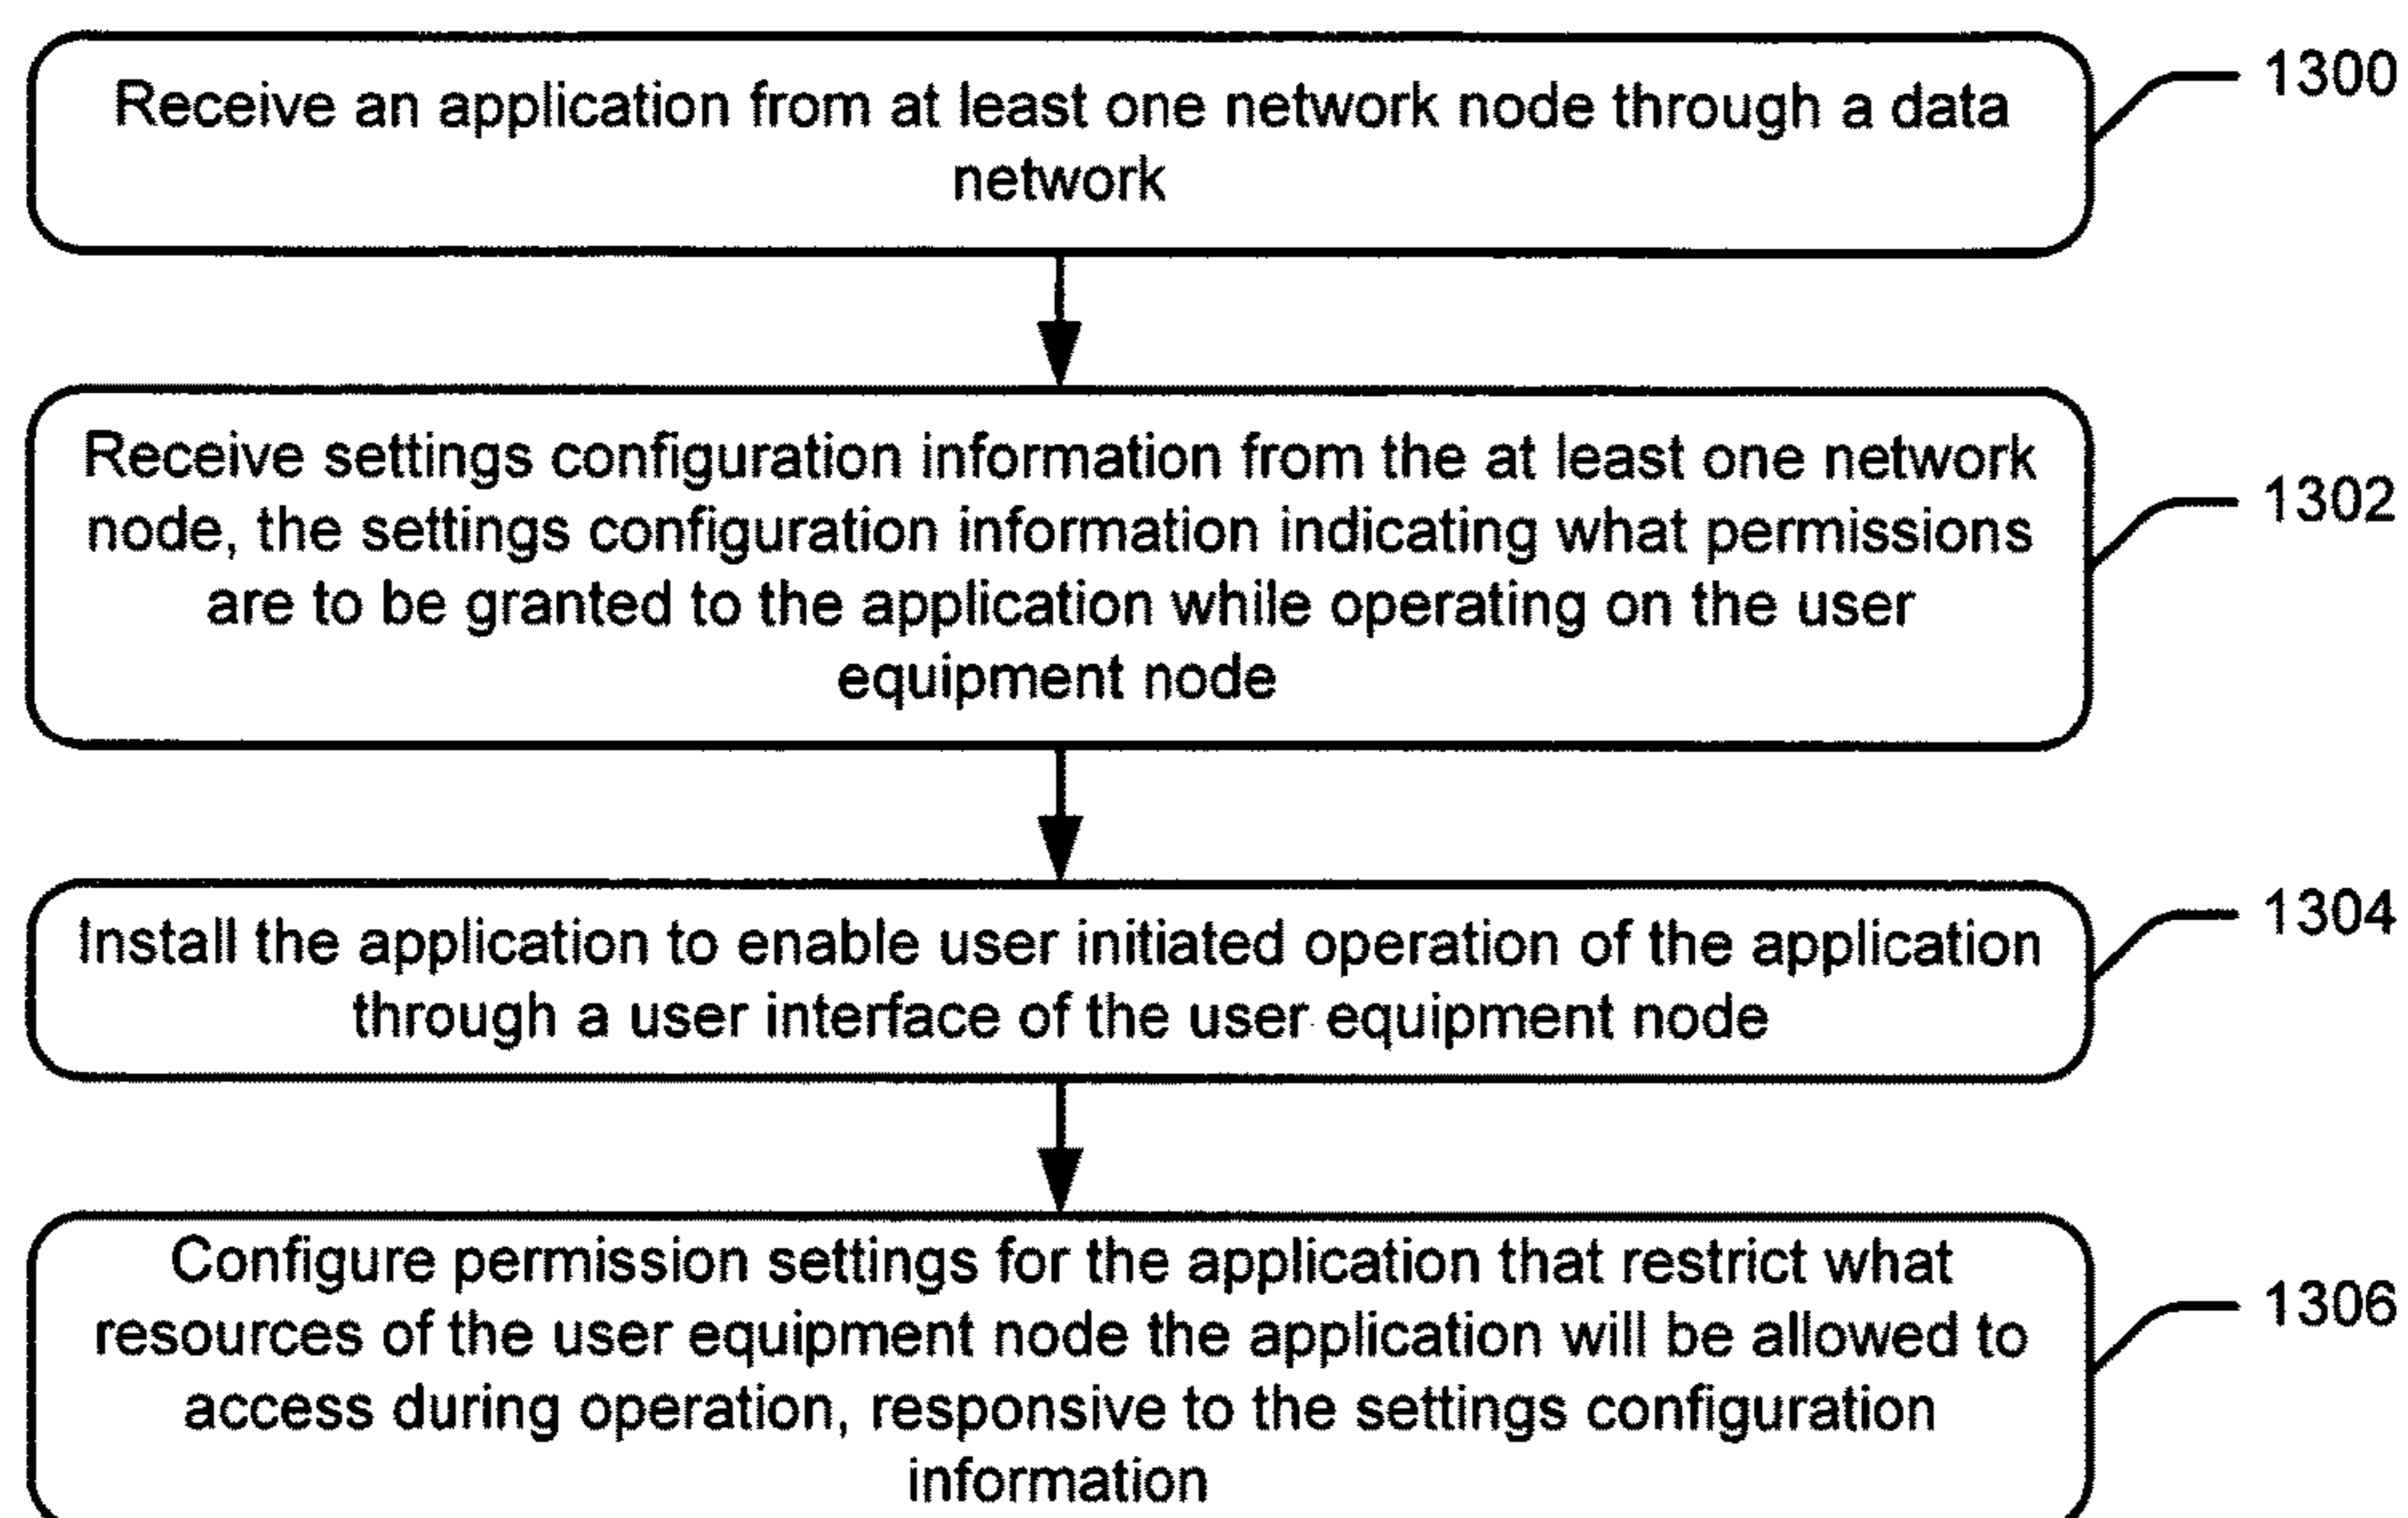 Receive an application from at least one network node through a data
network
1300
Receive settings configuration information from the at least one network
node, the settings configuration information indicating what permissions
are to be granted to the application while operating on the user
equipment node
1302
Install the application to enable user initiated operation of the application
through a user interface of the user equipment node
1304
Configure permission settings for the application that restrict what
resources of the user equipment node the application will be allowed to
access during operation, responsive to the settings configuration
information
1306